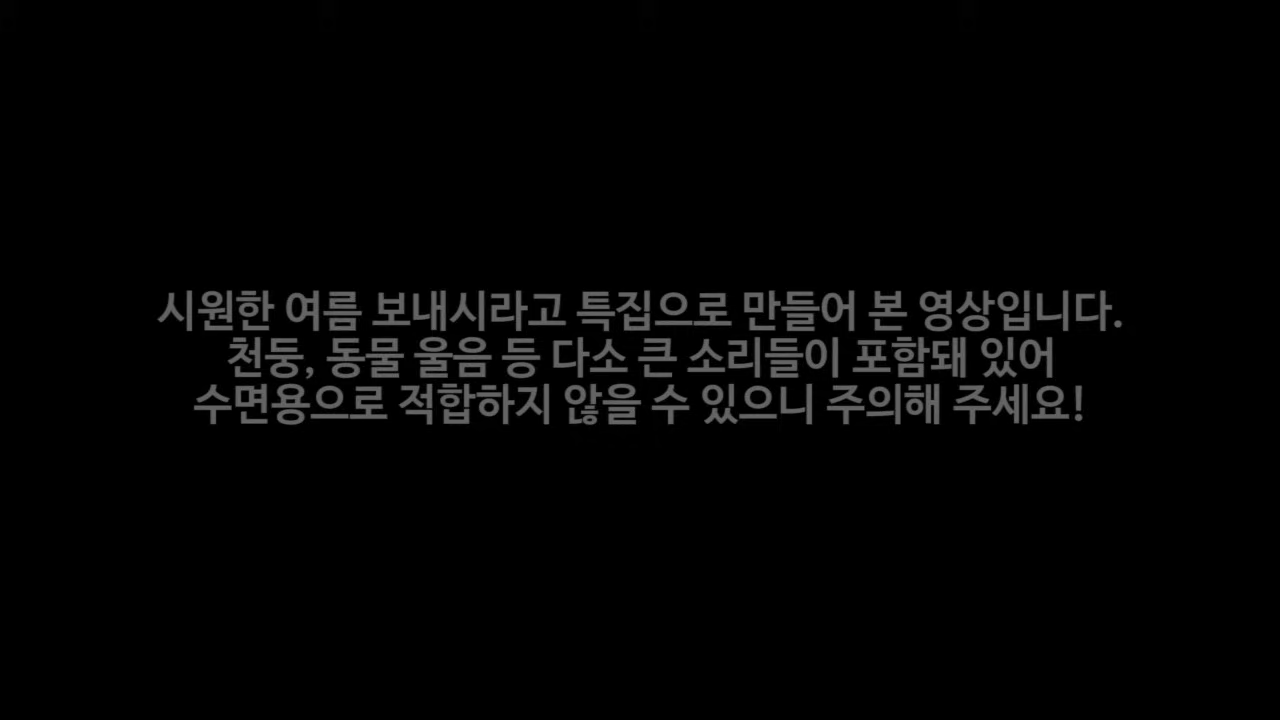 시원한 여름 보내시라고 특집으로 만들어 본 영상입니다.
천둥, 동물 울음 등 다소 큰 소리들이 포함돼 있어
수면용으로 적합하지 않을 수 있으니 주의해 주세요!